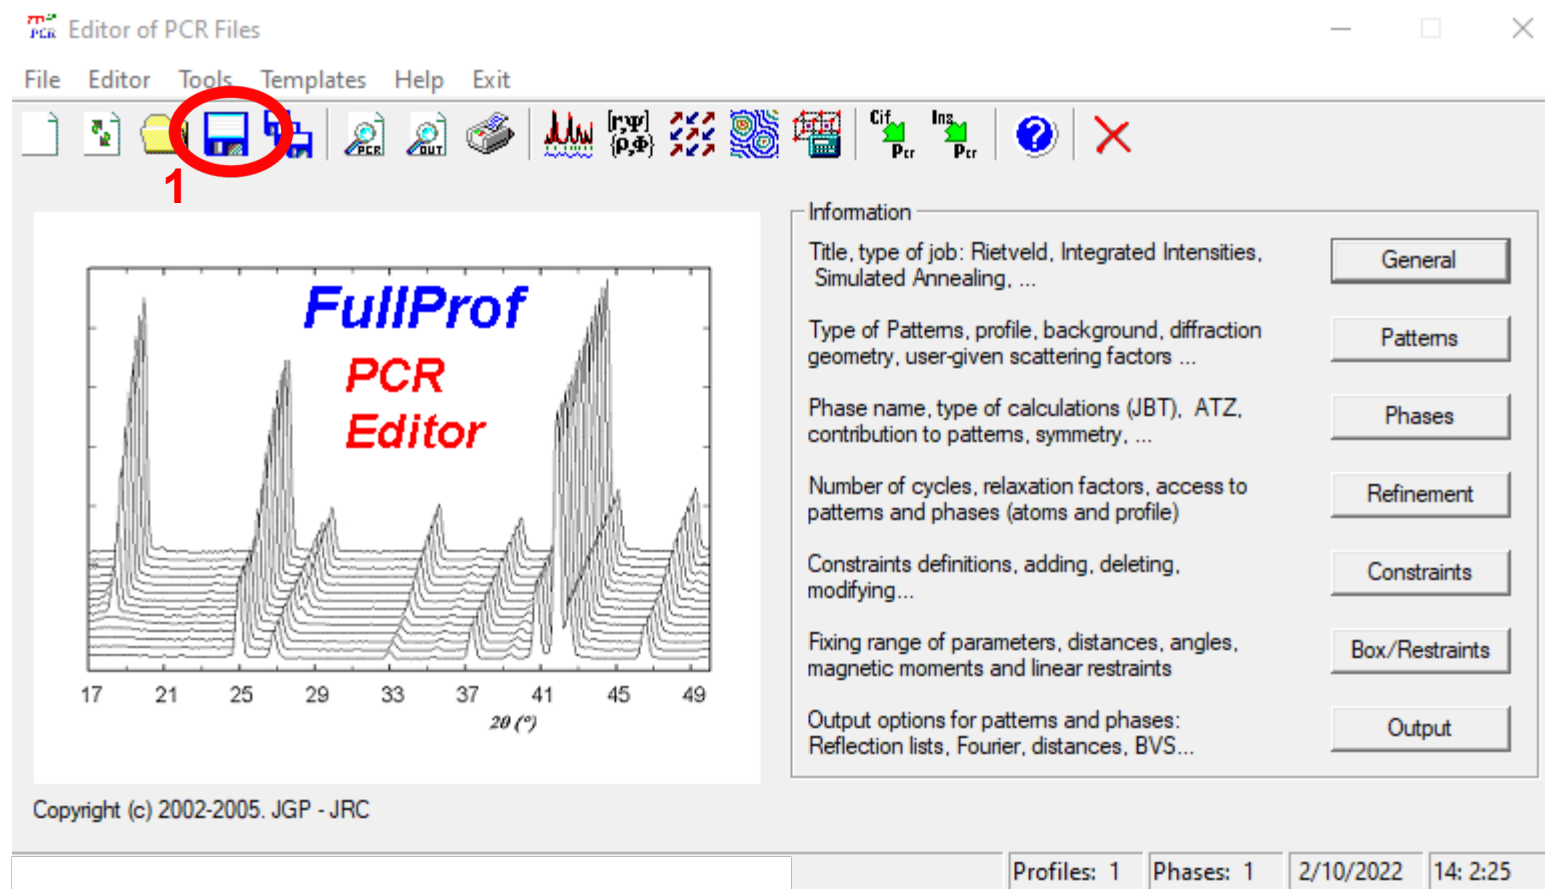 PCR Editor of PCR Files
File Editor Tools Templates Help Exit
PCR OUT [r,Ψ] {ρ,Φ} Cif Pcr Ins Pcr ?
1
Information
Title, type of job: Rietveld, Integrated Intensities,
Simulated Annealing, ...
General
Type of Patterns, profile, background, diffraction
geometry, user-given scattering factors ...
Patterns
Phase name, type of calculations (JBT), ATZ,
contribution to patterns, symmetry, ...
Phases
Number of cycles, relaxation factors, access to
patterns and phases (atoms and profile)
Refinement
Constraints definitions, adding, deleting,
modifying...
Constraints
Fixing range of parameters, distances, angles,
magnetic moments and linear restraints
Box/Restraints
Output options for patterns and phases:
Reflection lists, Fourier, distances, BVS...
Output
FullProf
PCR
Editor
17 21 25 29 33 37 41 45 49
2θ (°)
Copyright (c) 2002-2005. JGP - JRC
Profiles: 1 Phases: 1 2/10/2022 14: 2:25